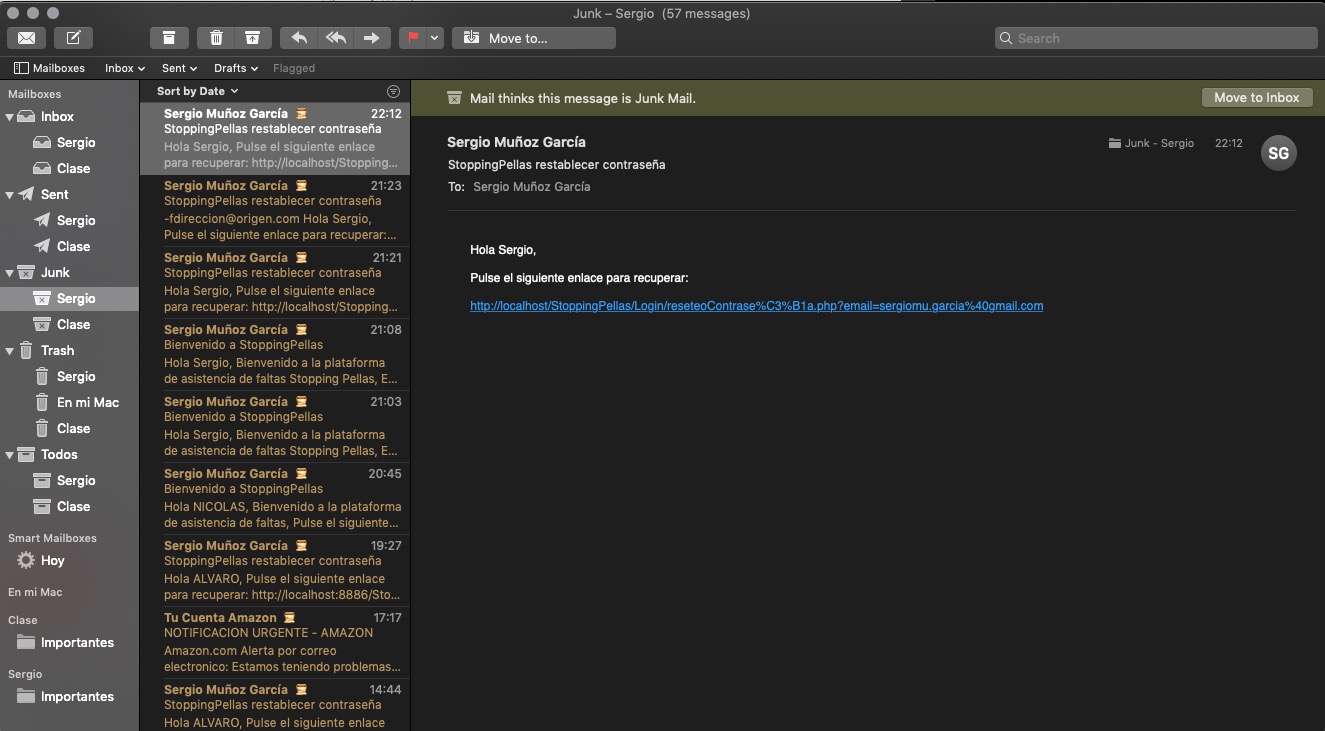 Junk – Sergio (57 messages)
Move to...
Search
Mailboxes
Inbox
Sent
Drafts
Flagged
Mailboxes
Inbox
Sergio
Clase
Sent
Sergio
Clase
Junk
Sergio
Clase
Trash
Sergio
En mi Mac
Clase
Todos
Sergio
Clase
Smart Mailboxes
Hoy
En mi Mac
Clase
Importantes
Sergio
Importantes
Sort by Date
Sergio Muñoz García 22:12
StoppingPellas restablecer contraseña
Hola Sergio, Pulse el siguiente enlace
para recuperar: http://localhost/Stopping...
Sergio Muñoz García 21:23
StoppingPellas restablecer contraseña
-fdireccion@origen.com Hola Sergio,
Pulse el siguiente enlace para recuperar:...
Sergio Muñoz García 21:21
StoppingPellas restablecer contraseña
Hola Sergio, Pulse el siguiente enlace
para recuperar: http://localhost/Stopping...
Sergio Muñoz García 21:08
Bienvenido a StoppingPellas
Hola Sergio, Bienvenido a la plataforma
de asistencia de faltas Stopping Pellas, E...
Sergio Muñoz García 21:03
Bienvenido a StoppingPellas
Hola Sergio, Bienvenido a la plataforma
de asistencia de faltas Stopping Pellas, E...
Sergio Muñoz García 20:45
Bienvenido a StoppingPellas
Hola NICOLAS, Bienvenido a la plataforma
de asistencia de faltas, Pulse el siguiente...
Sergio Muñoz García 19:27
StoppingPellas restablecer contraseña
Hola ALVARO, Pulse el siguiente enlace
para recuperar: http://localhost:8886/Sto...
Tu Cuenta Amazon 17:17
NOTIFICACION URGENTE - AMAZON
Amazon.com Alerta por correo
electronico: Estamos teniendo problemas...
Sergio Muñoz García 14:44
StoppingPellas restablecer contraseña
Hola ALVARO, Pulse el siguiente enlace
Mail thinks this message is Junk Mail.
Move to Inbox
Sergio Muñoz García
Junk - Sergio 22:12
SG
StoppingPellas restablecer contraseña
To: Sergio Muñoz García
Hola Sergio,
Pulse el siguiente enlace para recuperar:
http://localhost/StoppingPellas/Login/reseteoContrase%C3%B1a.php?email=sergiomu.garcia%40gmail.com